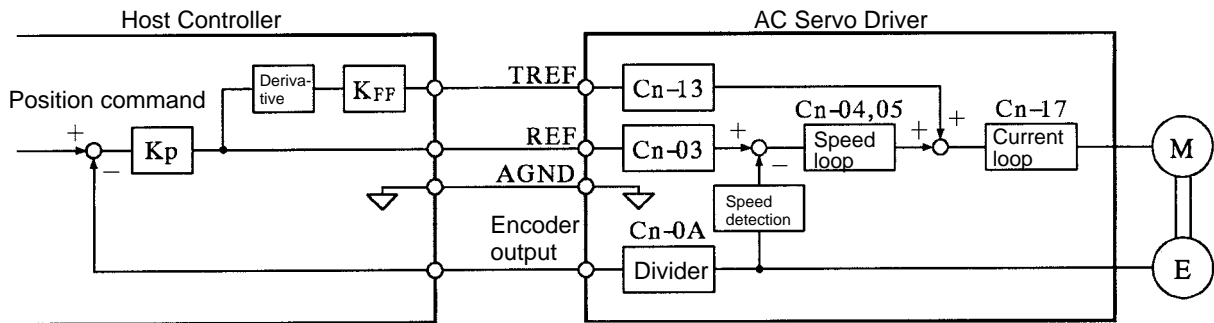 Host Controller
AC Servo Driver
Position command
+
−
Kp
Deriva-
tive
KFF
TREF
REF
AGND
Encoder
output
Cn-13
Cn-03
+
−
Cn-04,05
Speed
loop
+
+
Cn-17
Current
loop
Speed
detection
Cn-0A
Divider
M
E